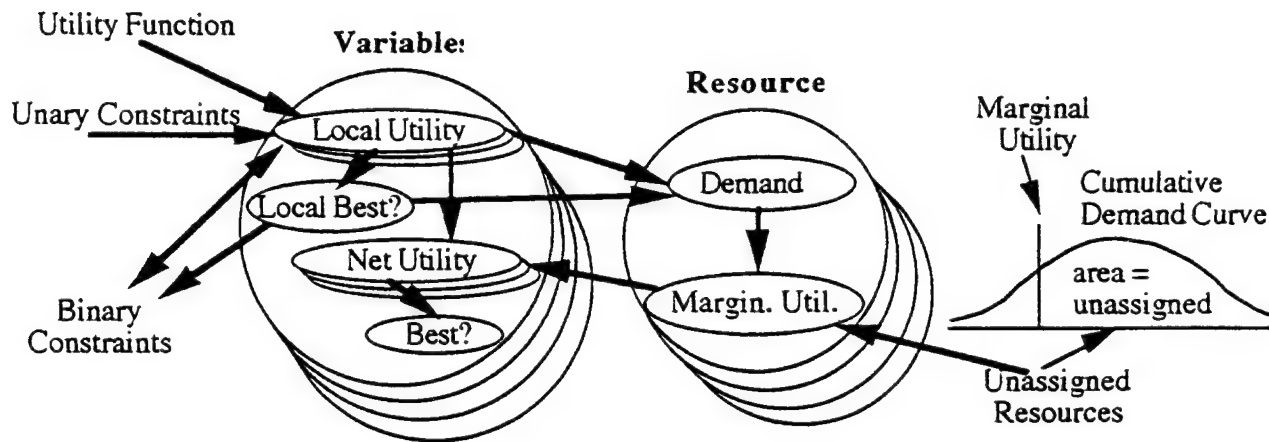 Utility Function
Variable:
Unary Constraints
Local Utility
Local Best?
Net Utility
Best?
Binary
Constraints
Resource
Demand
Margin. Util.
Marginal
Utility
Cumulative
Demand Curve
area =
unassigned
Unassigned
Resources